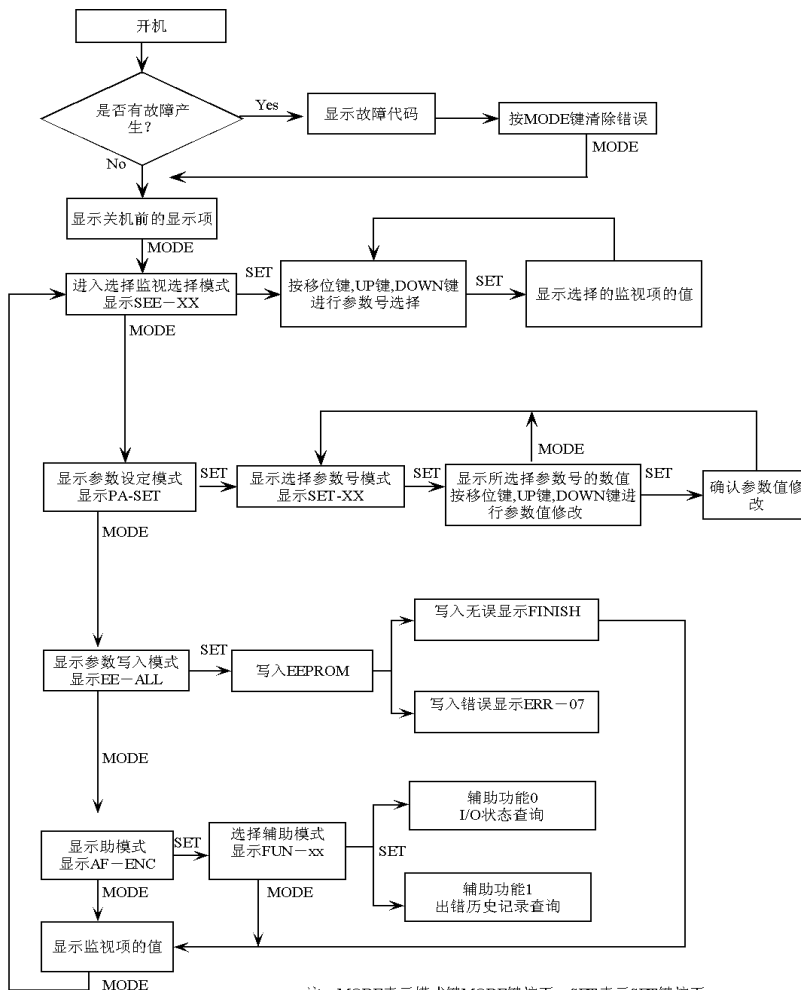 开机
是否有故障产
生？
Yes
显示故障代码
按MODE键清除错误
No
MODE
显示关机前的显示项
MODE
进入选择监视选择模式
显示SEE－XX
SET
按移位键,UP键,DOWN键
进行参数号选择
SET
显示选择的监视项的值
MODE
显示参数设定模式
显示PA-SET
SET
显示选择参数号模式
显示SET-XX
SET
MODE
显示所选择参数号的数值
按移位键,UP键,DOWN键进
行参数值修改
SET
确认参数值修
改
MODE
写入无误显示FINISH
显示参数写入模式
显示EE－ALL
SET
写入EEPROM
写入错误显示ERR－07
MODE
辅助功能0
I/O状态查询
显示助模式
显示AF－ENC
SET
选择辅助模式
显示FUN－xx
SET
辅助功能1
出错历史记录查询
MODE
MODE
显示监视项的值
MODE